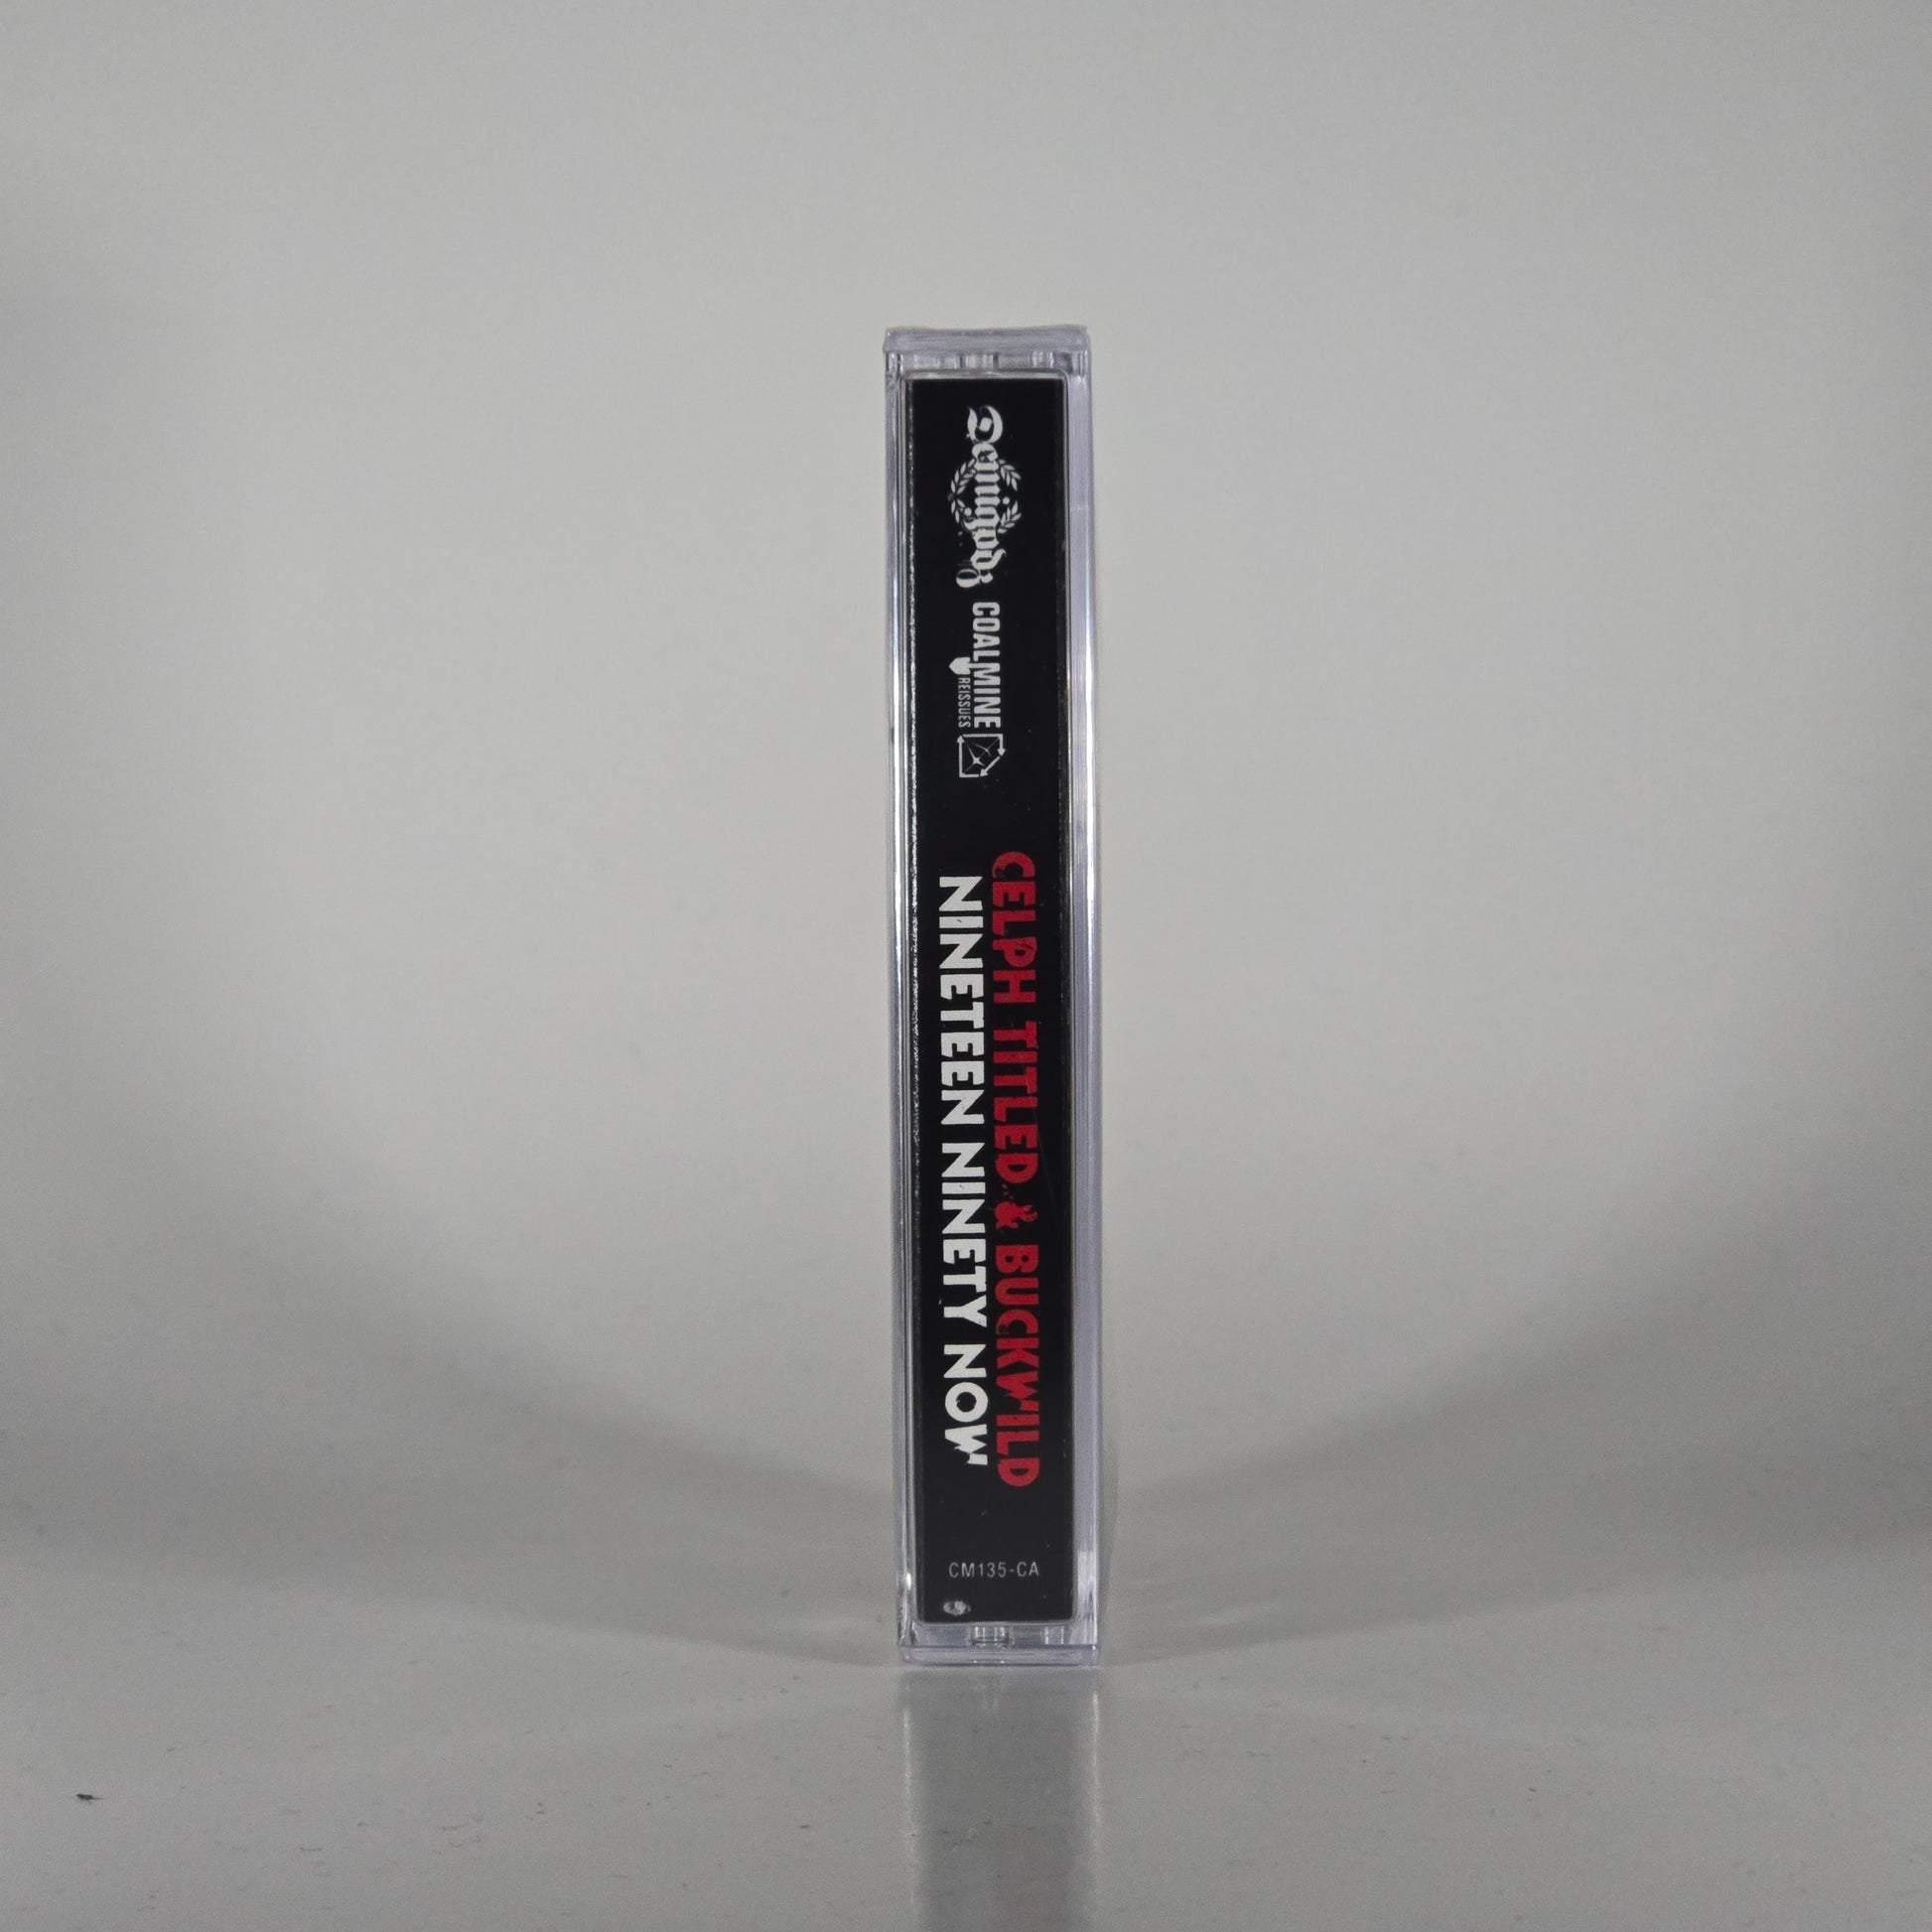 Demigodz
COALMINE
REISSUES
CELPH TITLED & BUCKWILD
NINETEEN NINETY NOW
CM135-CA